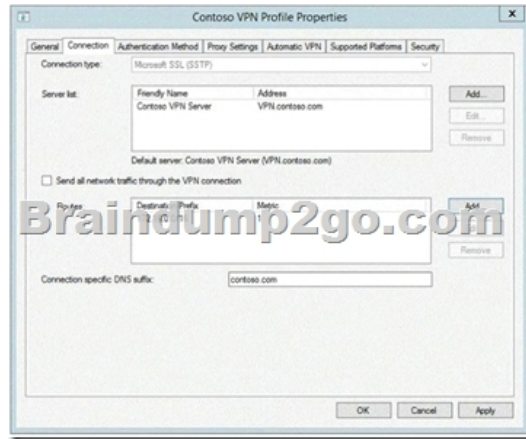 Contoso VPN Profile Properties
x
General Connection Authentication Method Proxy Settings Automatic VPN Supported Platforms Security
Connection type: Microsoft SSL (SSTP)
Server list: Friendly Name Address Add...
Contoso VPN Server VPN.contoso.com
Edit...
Remove
Default server: Contoso VPN Server (VPN.contoso.com)
Send all network traffic through the VPN connection
Routes: Destination Prefix Metric Add...
Braindump2go.com
Remove
Connection specific DNS suffix: contoso.com
OK Cancel Apply